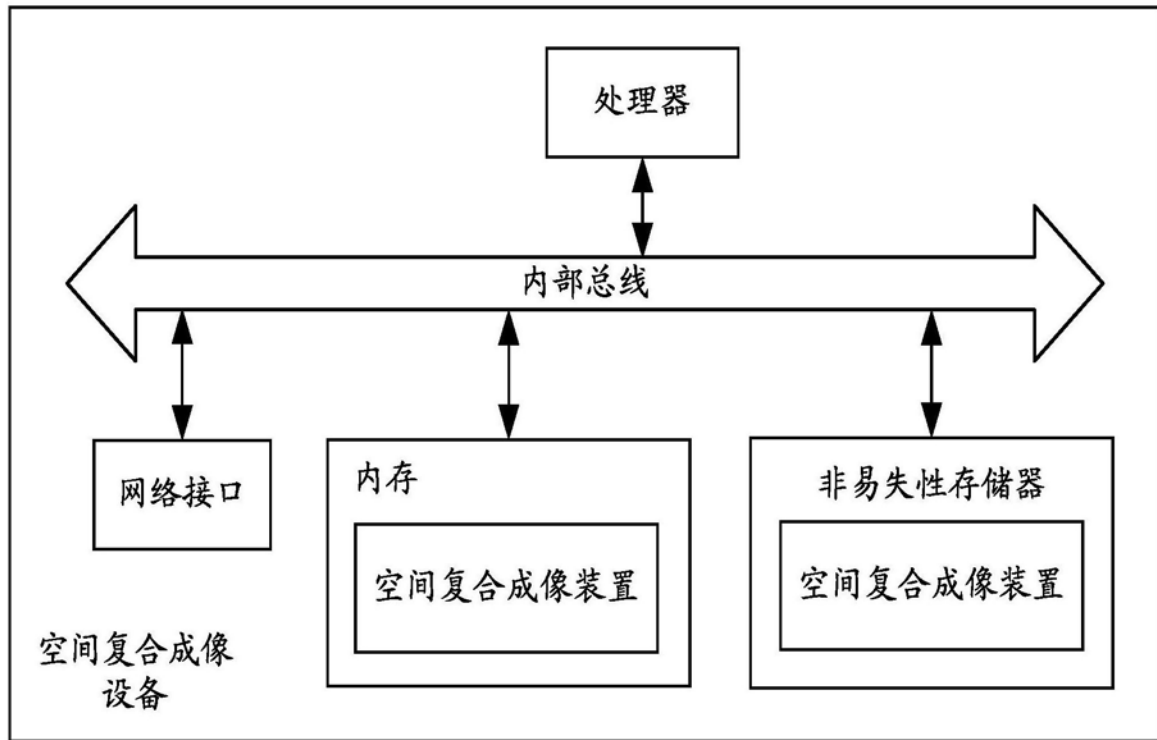 处理器
内部总线
网络接口
内存
空间复合成像装置
非易失性存储器
空间复合成像装置
空间复合成像
设备